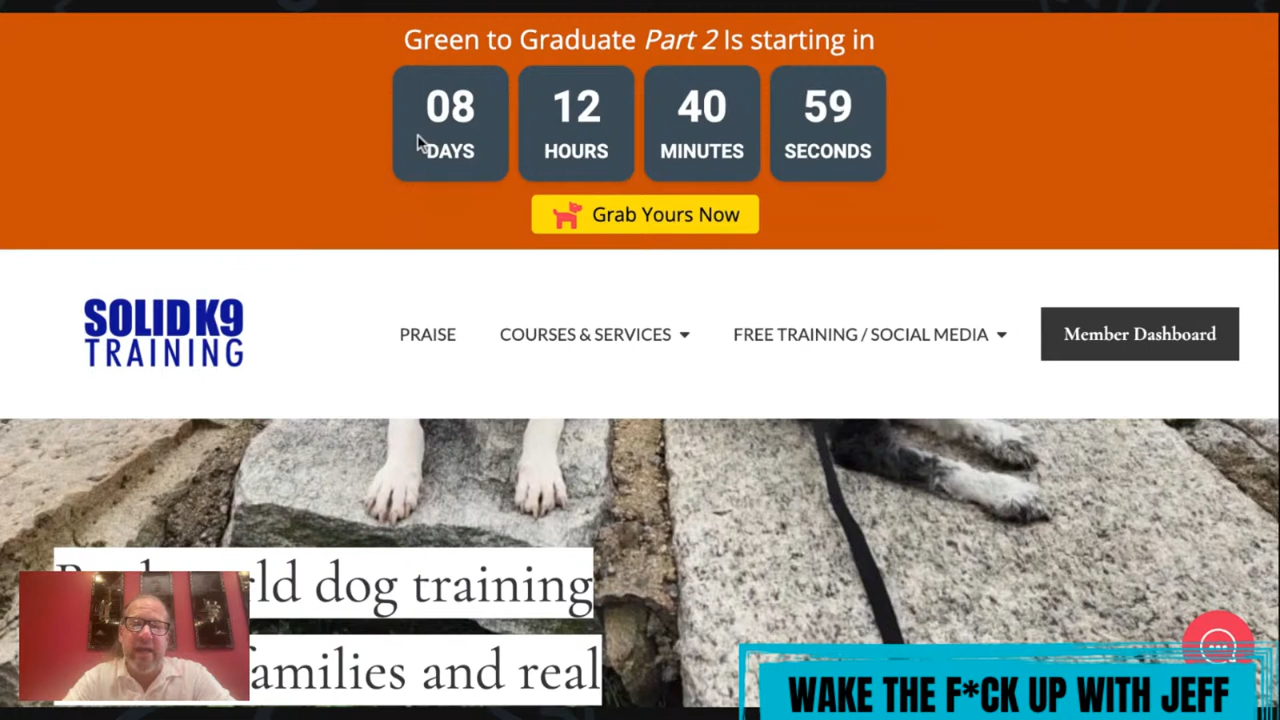 Green to Graduate Part 2 Is starting in
08 12 40 59
DAYS HOURS MINUTES SECONDS
Grab Yours Now
SOLID K9
TRAINING
PRAISE COURSES & SERVICES FREE TRAINING / SOCIAL MEDIA Member Dashboard
dog training
families and real
WAKE THE F*CK UP WITH JEFF